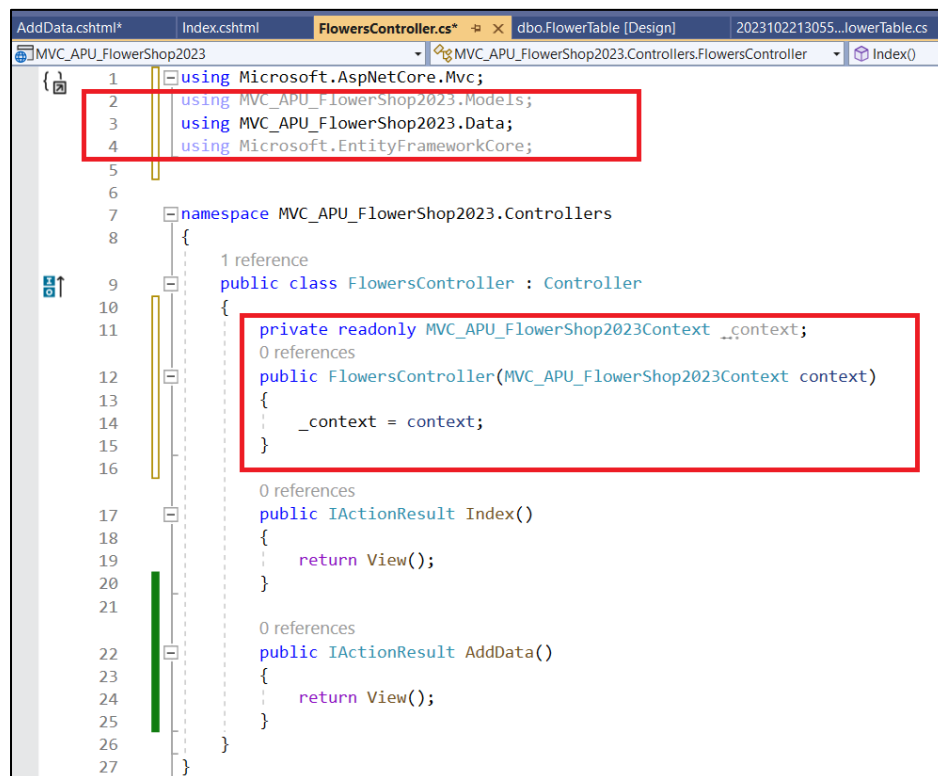 AddData.cshtml* Index.cshtml FlowersController.cs* dbo.FlowerTable [Design] 2023102213055...lowerTable.cs
MVC_APU_FlowerShop2023 MVC_APU_FlowerShop2023.Controllers.FlowersController Index()
1 using Microsoft.AspNetCore.Mvc;
2 using MVC_APU_FlowerShop2023.Models;
3 using MVC_APU_FlowerShop2023.Data;
4 using Microsoft.EntityFrameworkCore;
5
6
7 namespace MVC_APU_FlowerShop2023.Controllers
8 {
1 reference
9 public class FlowersController : Controller
10 {
11 private readonly MVC_APU_FlowerShop2023Context _context;
0 references
12 public FlowersController(MVC_APU_FlowerShop2023Context context)
13 {
14 _context = context;
15 }
16
0 references
17 public IActionResult Index()
18 {
19 return View();
20 }
21
0 references
22 public IActionResult AddData()
23 {
24 return View();
25 }
26 }
27 }